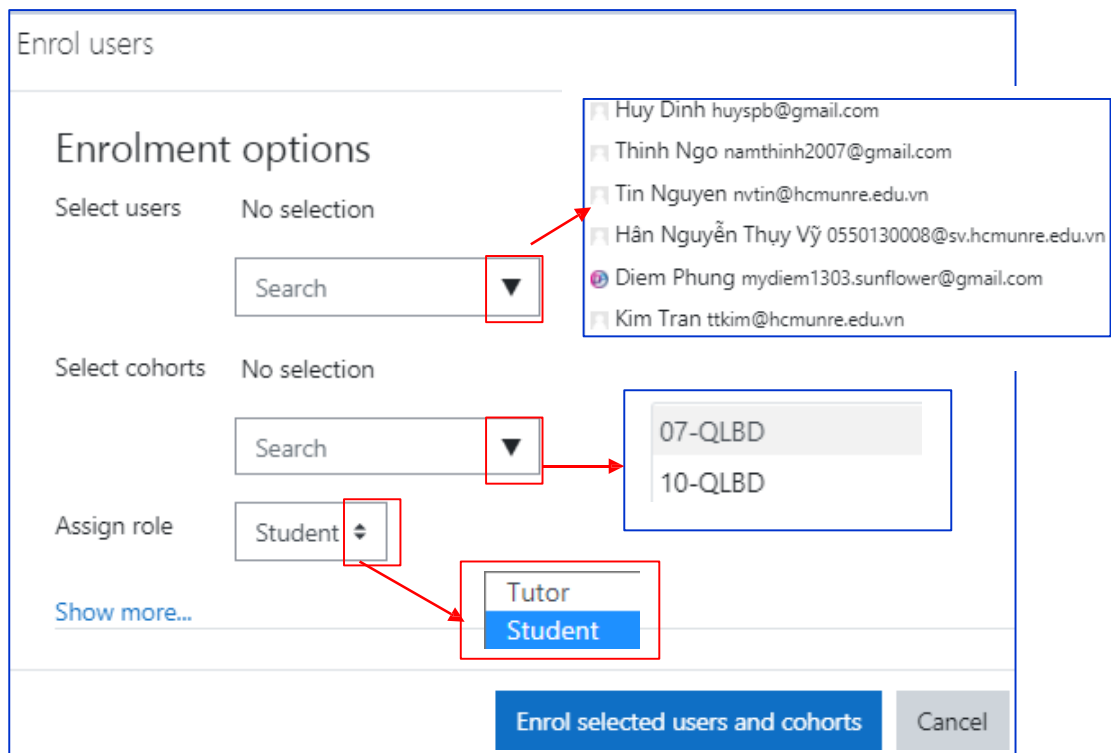 Enrol users
Enrolment options
Select users No selection
Search
Huy Dinh huyspb@gmail.com
Thinh Ngo namthinh2007@gmail.com
Tin Nguyen nvtin@hcmunre.edu.vn
Hân Nguyễn Thụy Vỹ 0550130008@sv.hcmunre.edu.vn
Diem Phung mydiem1303.sunflower@gmail.com
Kim Tran ttkim@hcmunre.edu.vn
Select cohorts No selection
Search
07-QLBD
10-QLBD
Assign role Student
Tutor
Student
Show more...
Enrol selected users and cohorts Cancel